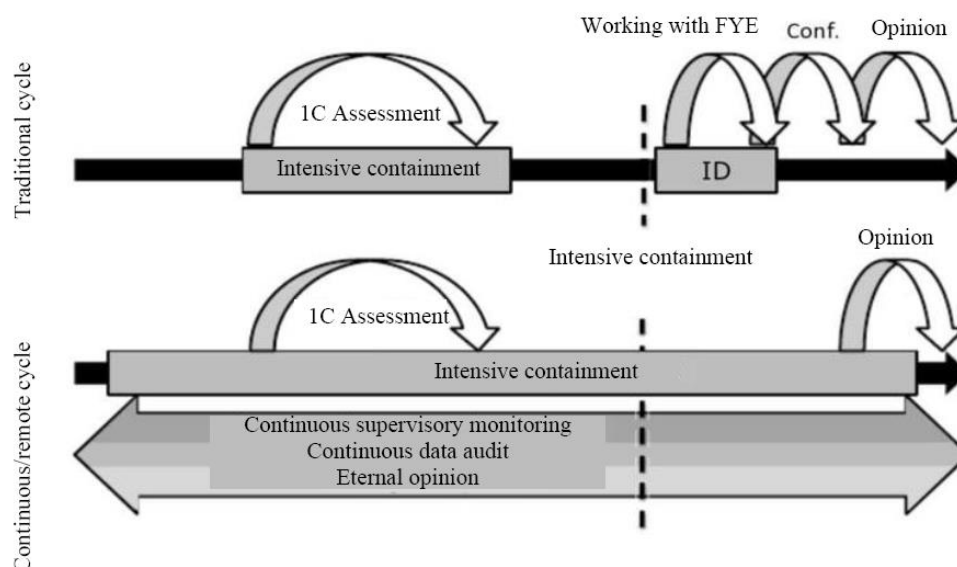 Traditional cycle
Working with FYE
Conf.
Opinion
1C Assessment
Intensive containment
ID
Continuous/remote cycle
Intensive containment
Opinion
1C Assessment
Intensive containment
Continuous supervisory monitoring
Continuous data audit
Eternal opinion